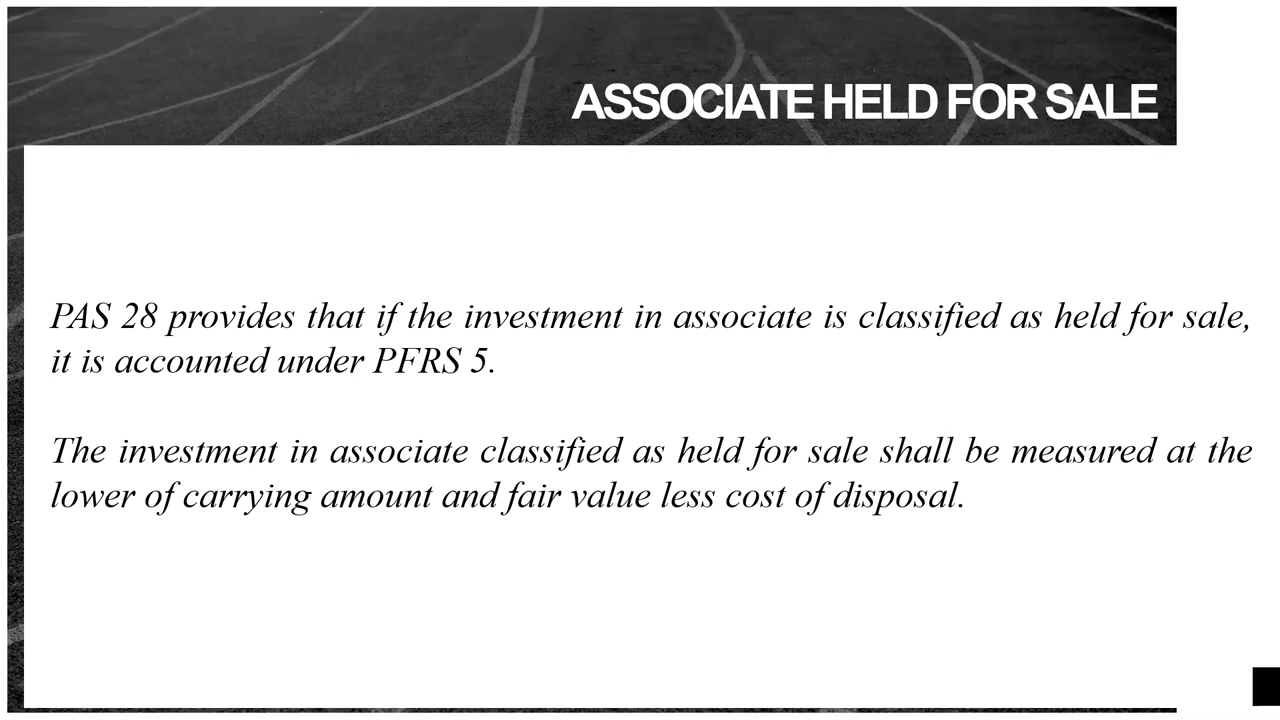 ASSOCIATE HELD FOR SALE
PAS 28 provides that if the investment in associate is classified as held for sale,
it is accounted under PFRS 5.
The investment in associate classified as held for sale shall be measured at the
lower of carrying amount and fair value less cost of disposal.